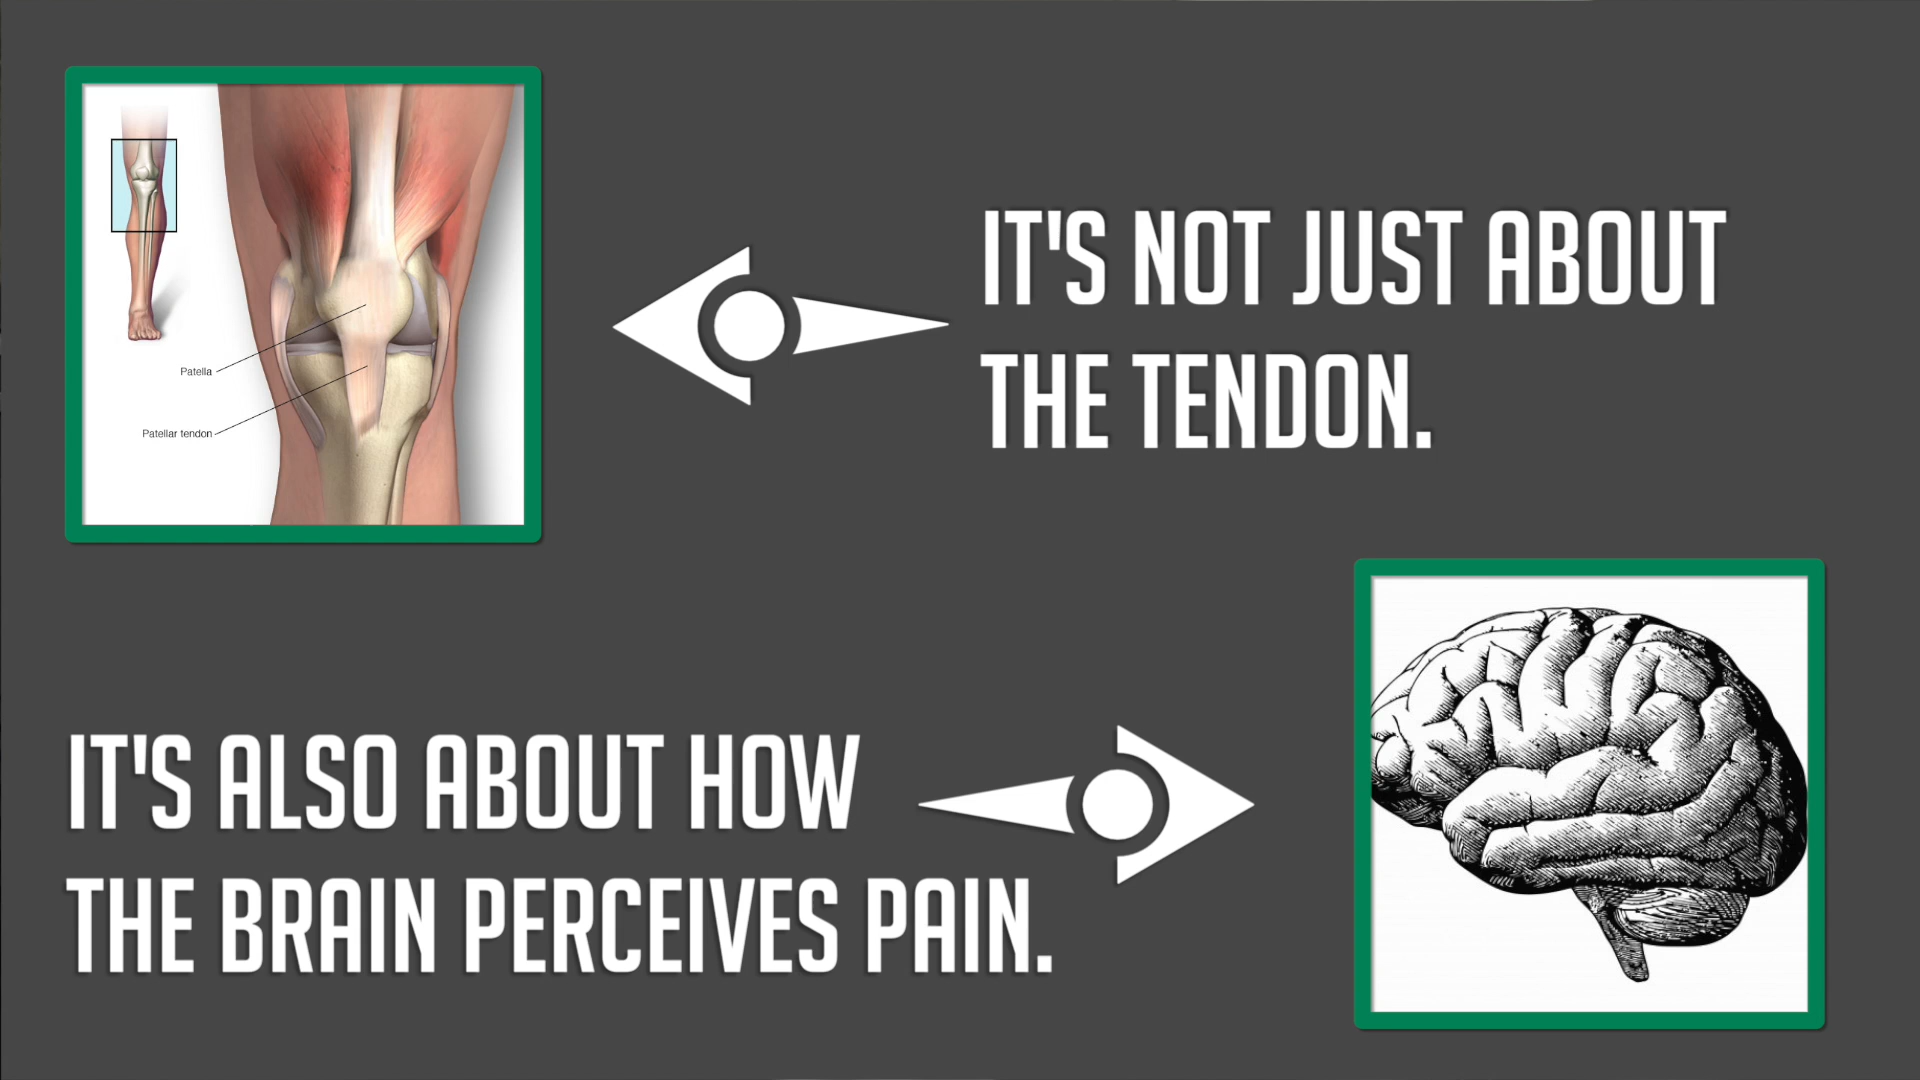 Patella
Patellar tendon
IT'S NOT JUST ABOUT
THE TENDON.
IT'S ALSO ABOUT HOW
THE BRAIN PERCEIVES PAIN.